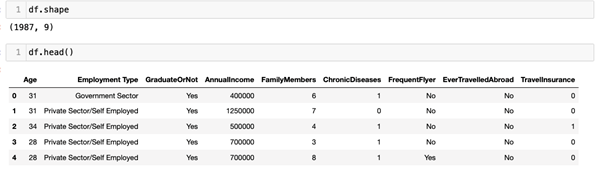 1 df.shape
(1987, 9)
1 df.head()
Age Employment Type GraduateOrNot AnnualIncome FamilyMembers ChronicDiseases FrequentFlyer EverTravelledAbroad TravelInsurance
0 31 Government Sector Yes 400000 6 1 No No 0
1 31 Private Sector/Self Employed Yes 1250000 7 0 No No 0
2 34 Private Sector/Self Employed Yes 500000 4 1 No No 1
3 28 Private Sector/Self Employed Yes 700000 3 1 No No 0
4 28 Private Sector/Self Employed Yes 700000 8 1 Yes No 0